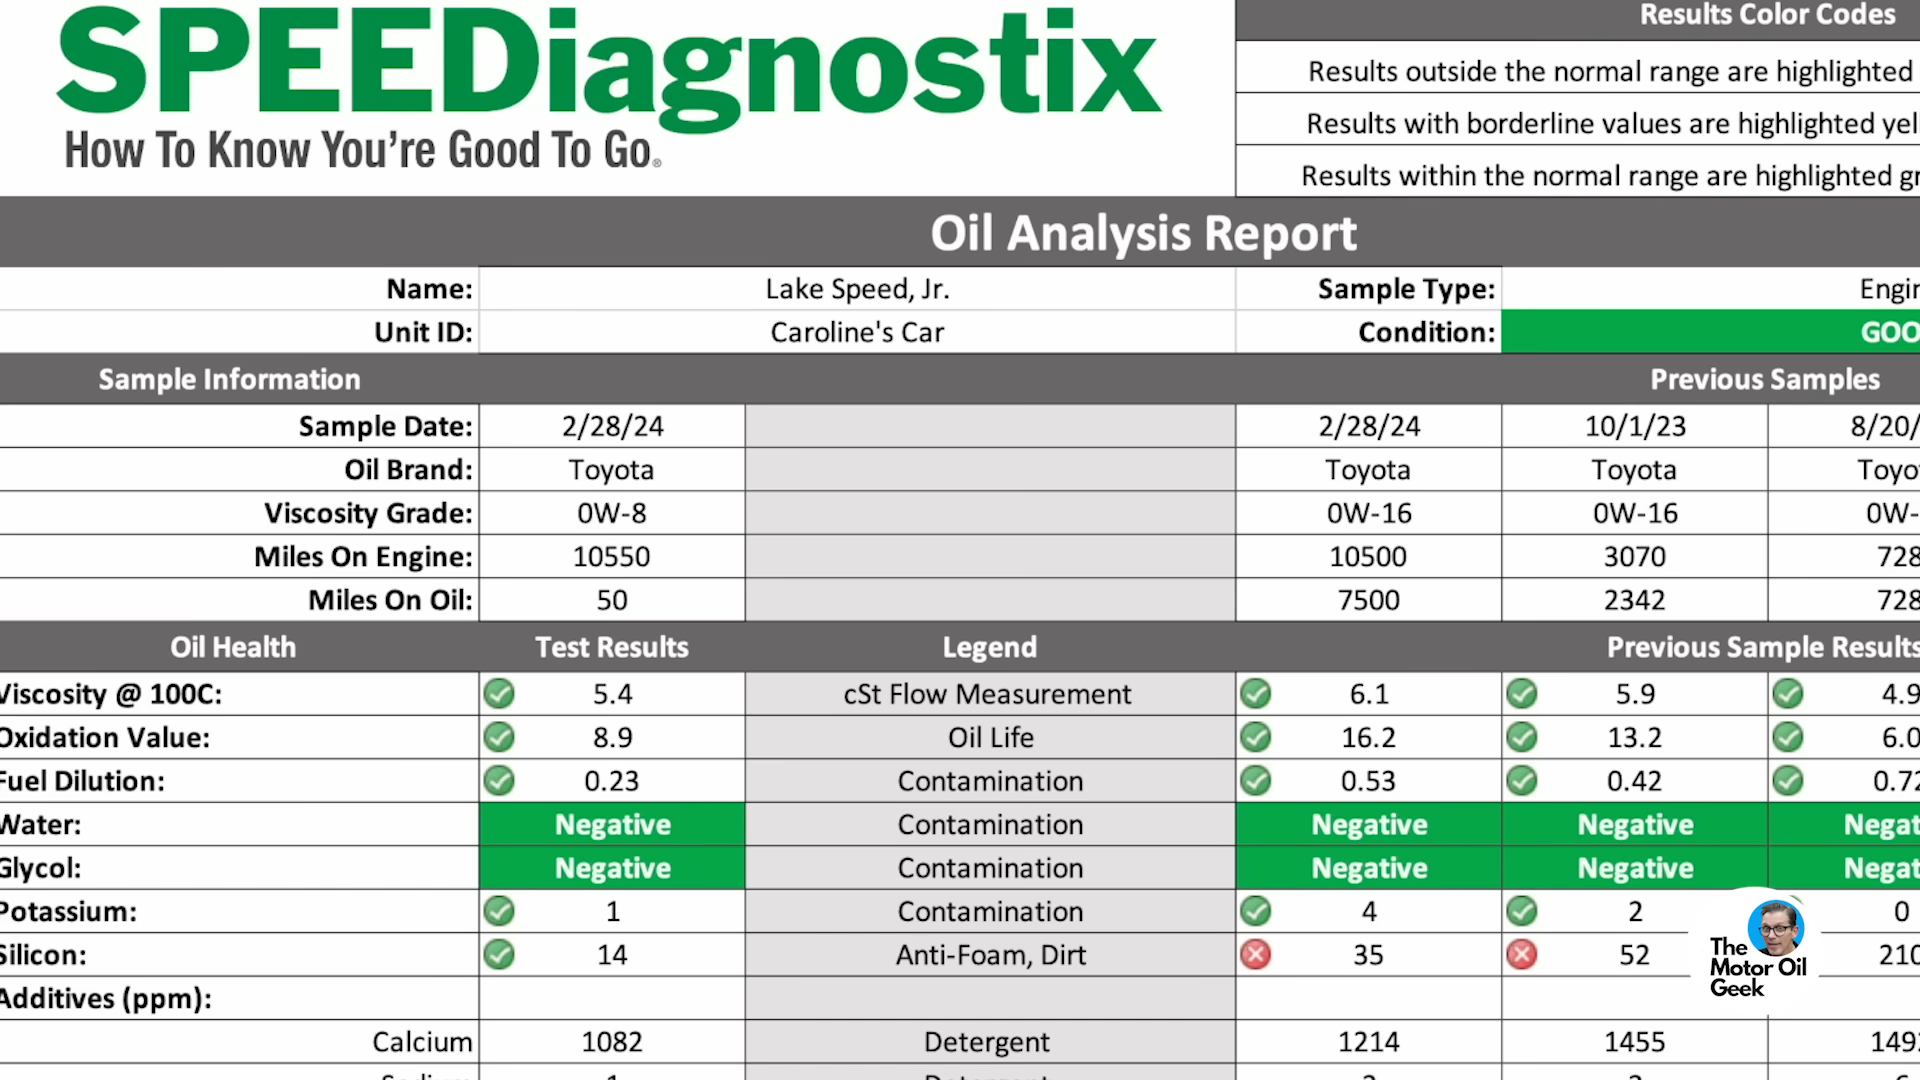 SPEEDiagnostix
How To Know You're Good To Go®
Results Color Codes
Results outside the normal range are highlighted
Results with borderline values are highlighted yel
Results within the normal range are highlighted gr
Oil Analysis Report
Name: Lake Speed, Jr. Sample Type: Engin
Unit ID: Caroline's Car Condition: GOO
Sample Information Previous Samples
Sample Date: 2/28/24 2/28/24 10/1/23 8/20/
Oil Brand: Toyota Toyota Toyota Toyo
Viscosity Grade: 0W-8 0W-16 0W-16 0W-
Miles On Engine: 10550 10500 3070 728
Miles On Oil: 50 7500 2342 728
Oil Health Test Results Legend Previous Sample Results
Viscosity @ 100C: 5.4 cSt Flow Measurement 6.1 5.9 4.9
Oxidation Value: 8.9 Oil Life 16.2 13.2 6.0
Fuel Dilution: 0.23 Contamination 0.53 0.42 0.72
Water: Negative Contamination Negative Negative Negat
Glycol: Negative Contamination Negative Negative Negat
Potassium: 1 Contamination 4 2 0
Silicon: 14 Anti-Foam, Dirt 35 52 210
Additives (ppm):
Calcium 1082 Detergent 1214 1455 149
The
Motor Oil
Geek